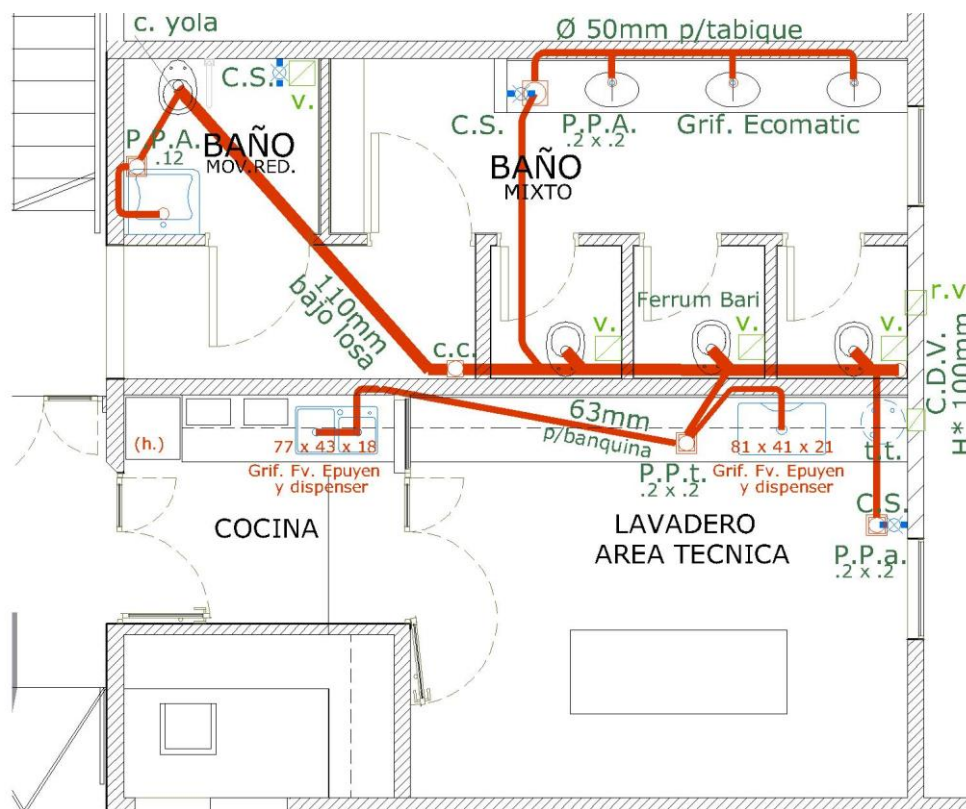 c. yola
Ø 50mm p/tabique
C.S.
v.
C.S.
P.P.A.
.2 x .2
Grif. Ecomatic
P.P.A.
.12
BAÑO
MOV.RED.
BAÑO
MIXTO
110mm
bajo losa
Ferrum Bari
v.
v.
v.
r.v
c.c.
C.D.V.
H* 100mm
63mm
p/banquina
(h.)
77 x 43 x 18
Grif. Fv. Epuyen
y dispenser
81 x 41 x 21
Grif. Fv. Epuyen
y dispenser
t.t.
P.P.t.
.2 x .2
C.S.
P.P.a.
.2 x .2
COCINA
LAVADERO
AREA TECNICA